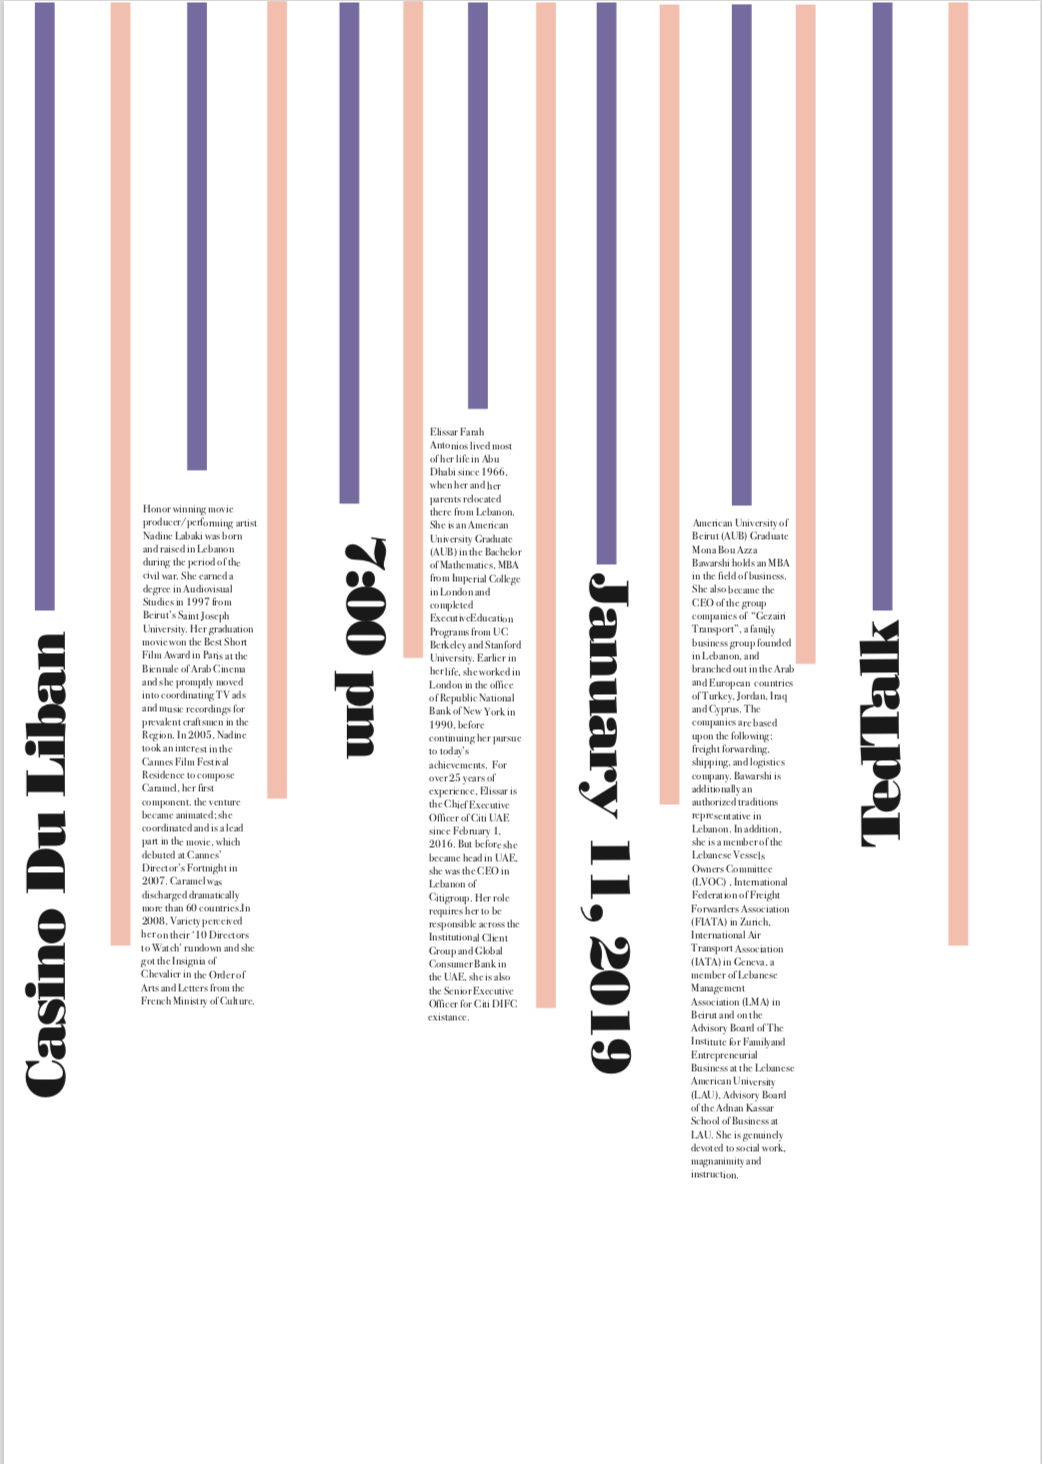 Casino Du Liban
Honor winning movie
producer/performing artist
Nadine Labaki was born
and raised in Lebanon
during the period of the
civil war. She earned a
degree in Audiovisual
Studies in 1997 from
Beirut's Saint Joseph
University. Her graduation
movie won the Best Short
Film Award in Paris at the
Biennale of Arab Cinema
and she promptly moved
into coordinating TV ads
and music recordings for
prevalent craftsmen in the
Region. In 2005, Nadine
took an interest in the
Cannes Film Festival
Residence to compose
Caramel, her first
component. the venture
became animated; she
coordinated and is a lead
part in the movie, which
debuted at Cannes'
Director's Fortnight in
2007. Caramel was
discharged dramatically
more than 60 countries.In
2008, Variety perceived
her on their '10 Directors
to Watch' rundown and she
got the Insignia of
Chevalier in the Order of
Arts and Letters from the
French Ministry of Culture.
7:00 pm
Elissar Farah
Antonios lived most
of her life in Abu
Dhabi since 1966,
when her and her
parents relocated
there from Lebanon.
She is an American
University Graduate
(AUB) in the Bachelor
of Mathematics, MBA
from Imperial College
in London and
completed
ExecutiveEducation
Programs from UC
Berkeley and Stanford
University. Earlier in
her life, she worked in
London in the office
of Republic National
Bank of New York in
1990, before
continuing her pursue
to today's
achievements. For
over 25 years of
experience, Elissar is
the Chief Executive
Officer of Citi UAE
since February 1,
2016. But before she
became head in UAE,
she was the CEO in
Lebanon of
Citigroup. Her role
requires her to be
responsible across the
Institutional Client
Group and Global
Consumer Bank in
the UAE, she is also
the Senior Executive
Officer for Citi DIFC
existance.
January 11, 2019
American University of
Beirut (AUB) Graduate
Mona Bou Azza
Bawarshi holds an MBA
in the field of business.
She also became the
CEO of the group
companies of "Gezairi
Transport", a family
business group founded
in Lebanon, and
branched out in the Arab
and European countries
of Turkey, Jordan, Iraq
and Cyprus. The
companies are based
upon the following:
freight forwarding,
shipping, and logistics
company. Bawarshi is
additionally an
authorized traditions
representative in
Lebanon. In addition,
she is a member of the
Lebanese Vessels
Owners Committee
(LVOC) , International
Federation of Freight
Forwarders Association
(FIATA) in Zurich,
International Air
Transport Association
(IATA) in Geneva, a
member of Lebanese
Management
Association (LMA) in
Beirut and on the
Advisory Board of The
Institute for Family and
Entrepreneurial
Business at the Lebanese
American University
(LAU), Advisory Board
of the Adnan Kassar
School of Business at
LAU. She is genuinely
devoted to social work,
magnanimity and
instruction.
TedTalk